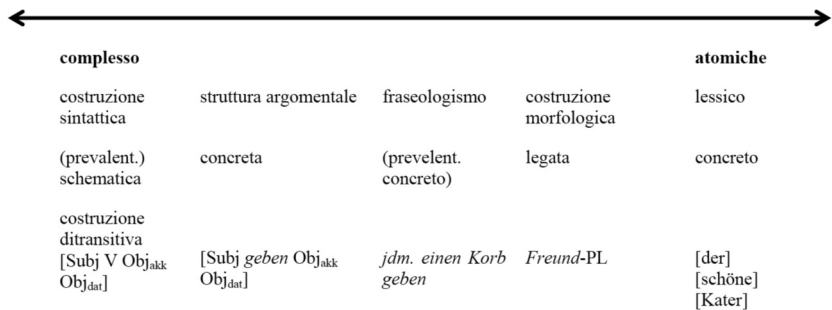 complesso atomiche
costruzione struttura argomentale fraseologismo costruzione lessico
sintattica morfologica
(prevalent.) concreta (prevelent. legata concreto
schematica concreto)
costruzione
ditransitiva
[Subj V Objakk [Subj geben Objakk jdm. einen Korb Freund-PL [der]
Objdat] Objdat] geben [schöne]
[Kater]